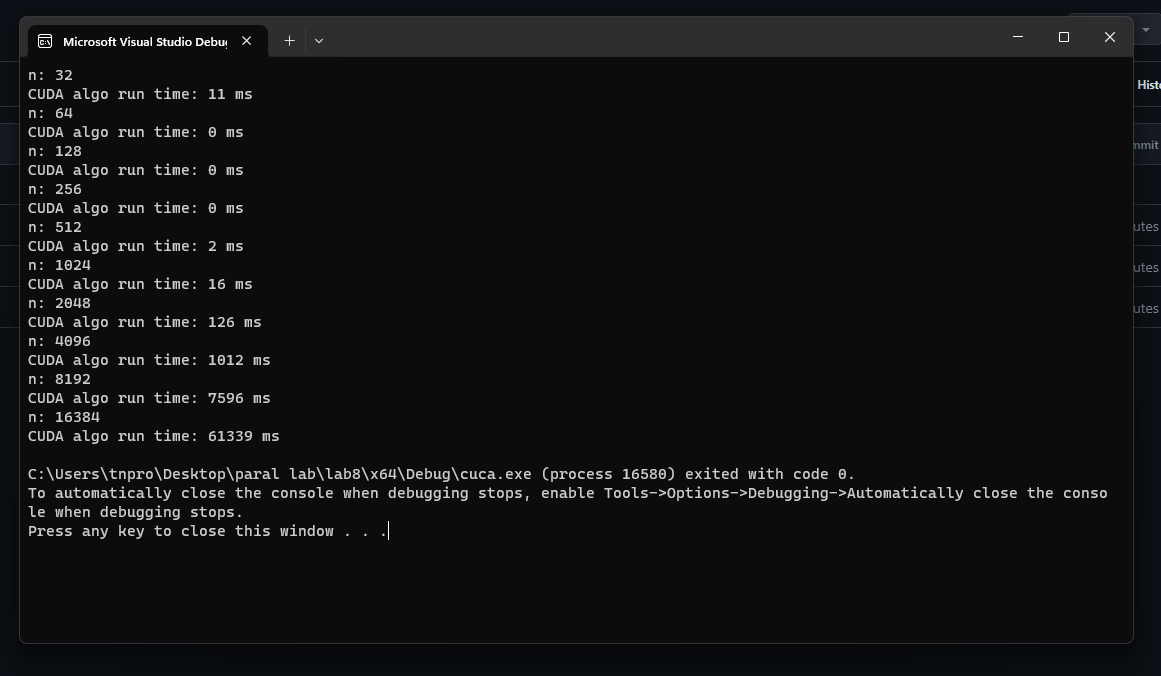 Microsoft Visual Studio Debu
n: 32
CUDA algo run time: 11 ms
n: 64
CUDA algo run time: 0 ms
n: 128
CUDA algo run time: 0 ms
n: 256
CUDA algo run time: 0 ms
n: 512
CUDA algo run time: 2 ms
n: 1024
CUDA algo run time: 16 ms
n: 2048
CUDA algo run time: 126 ms
n: 4096
CUDA algo run time: 1012 ms
n: 8192
CUDA algo run time: 7596 ms
n: 16384
CUDA algo run time: 61339 ms
C:\Users\tnpro\Desktop\paral lab\lab8\x64\Debug\cuca.exe (process 16580) exited with code 0.
To automatically close the console when debugging stops, enable Tools->Options->Debugging->Automatically close the conso
le when debugging stops.
Press any key to close this window . . .
Histo
mmit
utes
utes
utes